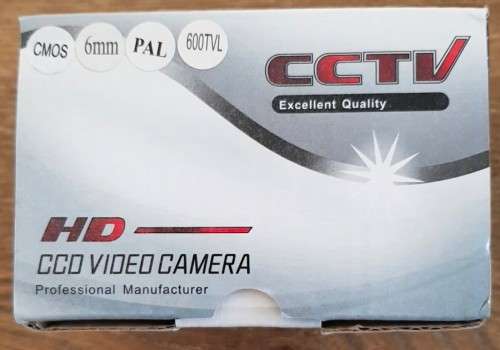 CMOS
6mm
PAL
600TVL
CCTV
Excellent Quality
HD
CCD VIDEO CAMERA
Professional Manufacturer